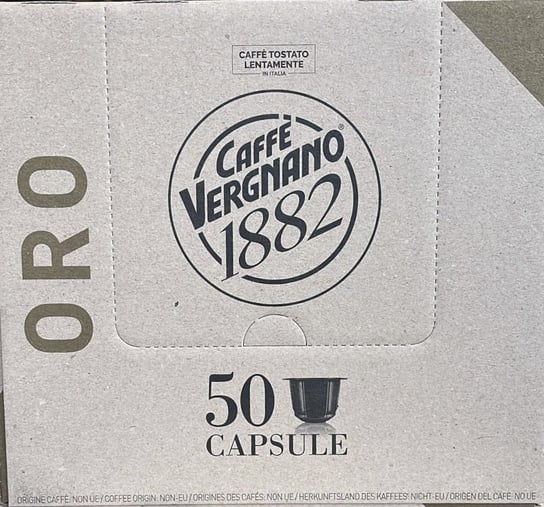 CAFFÈ TOSTATO
LENTAMENTE
IN ITALIA
CAFFÈ
VERGNANO®
1882
ORO
50
CAPSULE
ORIGINE CAFFÈ: NON UE / COFFEE ORIGIN: NON-EU / ORIGINES DES CAFÉS: NON UE / HERKUNFTSLAND DES KAFFEES: NICHT-EU / ORIGEN DEL CAFÉ: NO UE